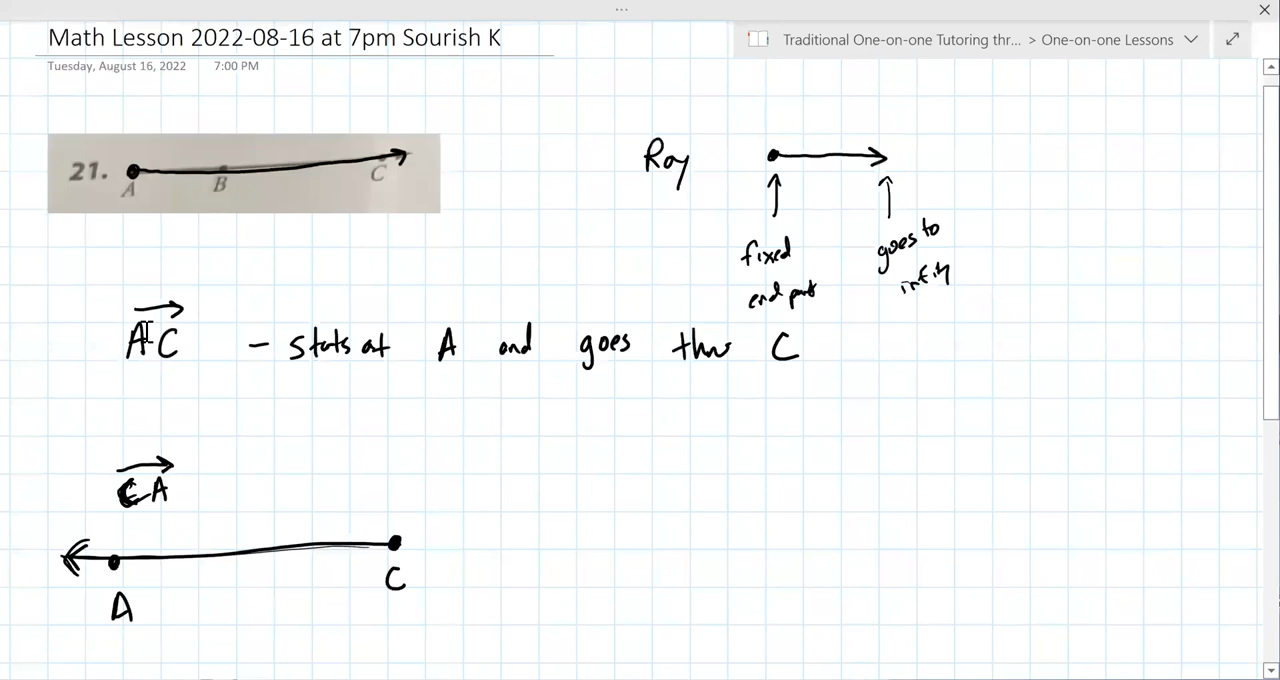 ...
Math Lesson 2022-08-16 at 7pm Sourish K
Traditional One-on-one Tutoring thr... > One-on-one Lessons
Tuesday, August 16, 2022 7:00 PM
21.
A B C
Ray
fixed
end point
goes to
AC - starts at A and goes thru C
CA
A C